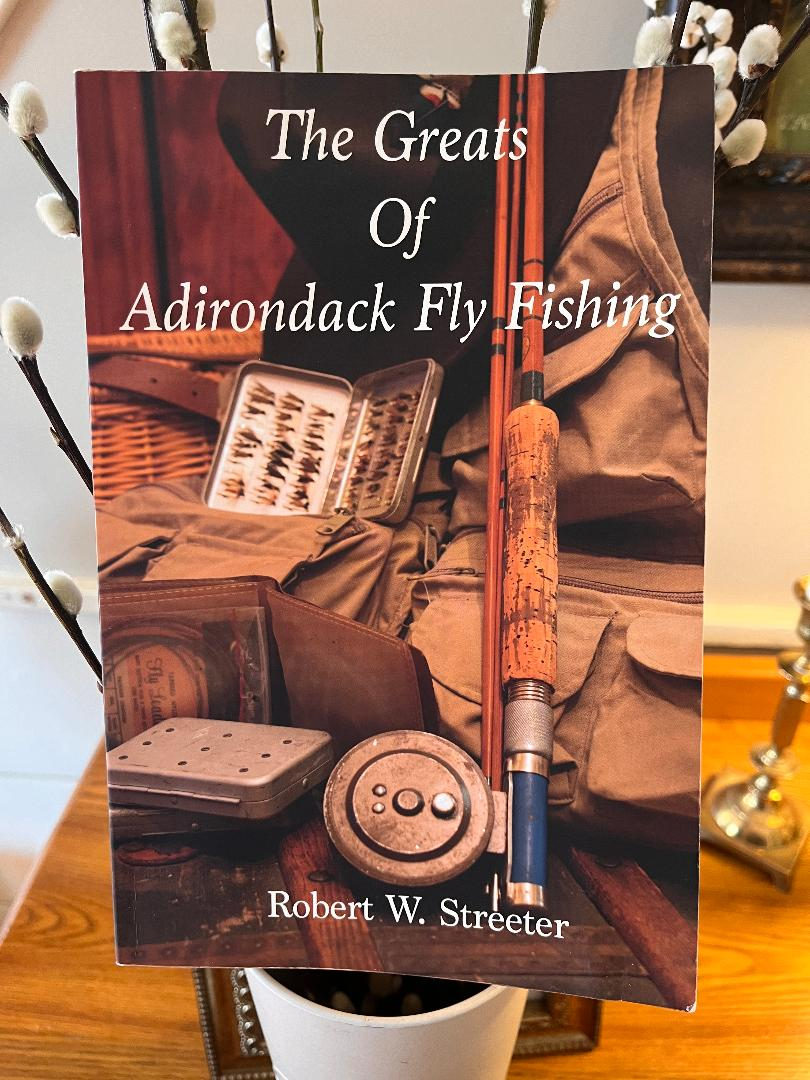 The Greats
Of
Adirondack Fly Fishing
Robert W. Streeter